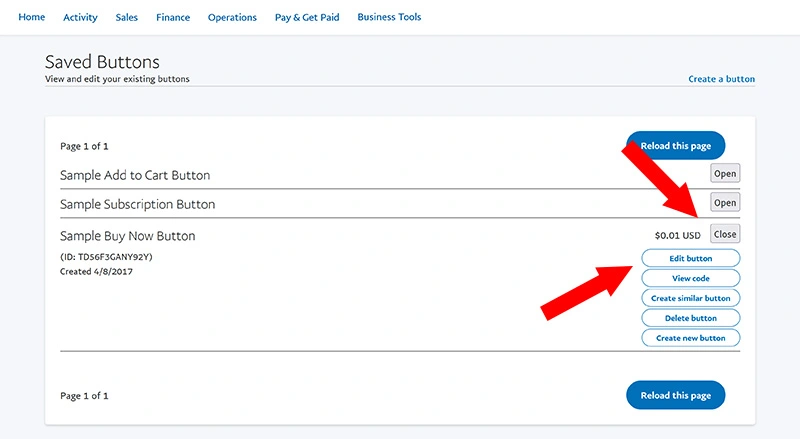 Home Activity Sales Finance Operations Pay & Get Paid Business Tools
Saved Buttons
View and edit your existing buttons
Create a button
Page 1 of 1
Reload this page
Sample Add to Cart Button
Open
Sample Subscription Button
Open
Sample Buy Now Button
$0.01 USD
Close
(ID: TD56F3GANY92Y)
Created 4/8/2017
Edit button
View code
Create similar button
Delete button
Create new button
Page 1 of 1
Reload this page